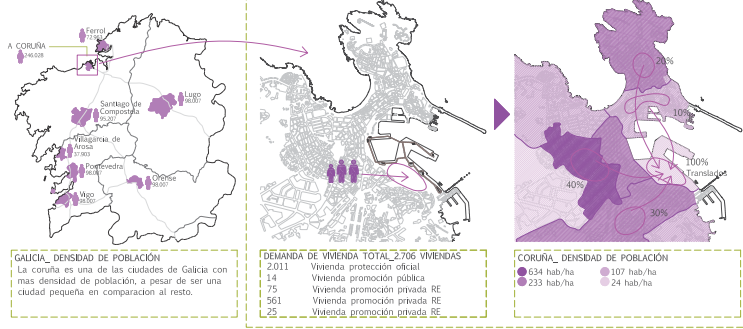 Ferrol
72.963
A CORUÑA
246.028
Lugo
98.007
Santiago de
Compostela
95.207
Villagarcia de
Arosa
37.903
Pontevedra
98.007
Orense
98.007
Vigo
98.007
20%
10%
100%
Translados
40%
30%
GALICIA_ DENSIDAD DE POBLACIÓN
La coruña es una de las ciudades de Galicia con
mas densidad de población, a pesar de ser una
ciudad pequeña en comparacion al resto.
DEMANDA DE VIVIENDA TOTAL_2.706 VIVIENDAS
2.011 Vivienda protección oficial
14 Vivienda promoción pública
75 Vivienda promoción privada RE
561 Vivienda promoción privada RE
25 Vivienda promoción privada RE
CORUÑA_ DENSIDAD DE POBLACIÓN
634 hab/ha 107 hab/ha
233 hab/ha 24 hab/ha